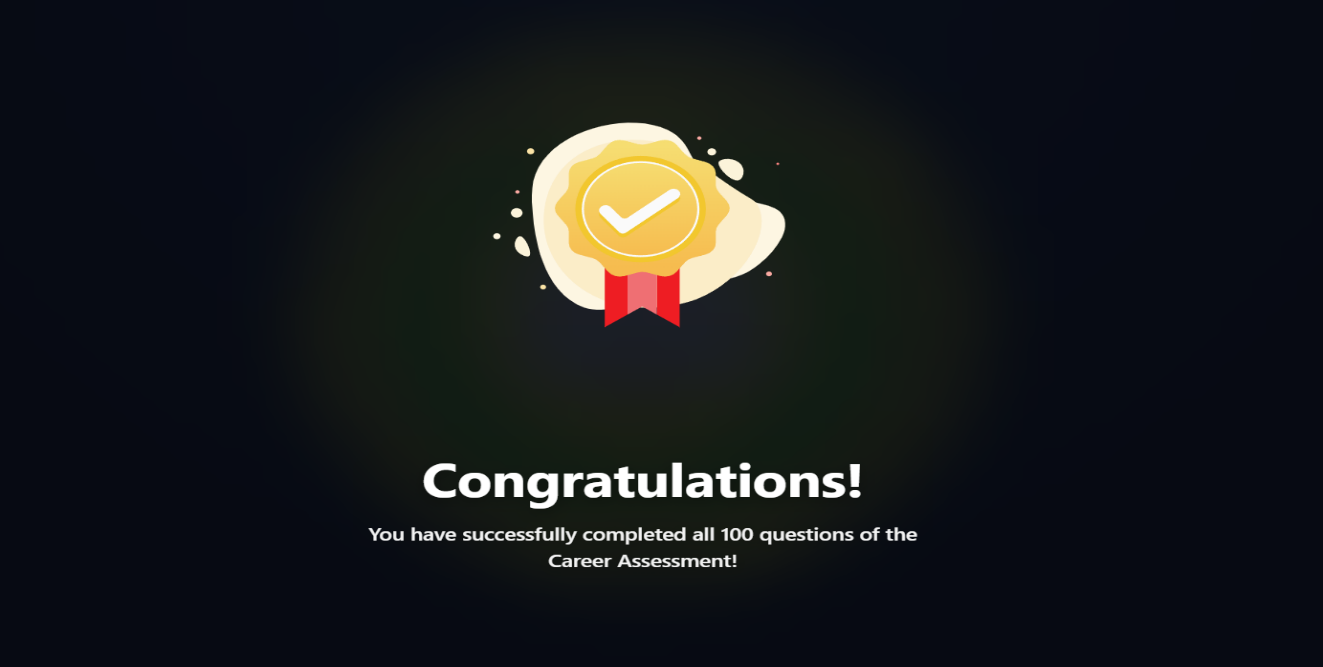 Congratulations!
You have successfully completed all 100 questions of the
Career Assessment!